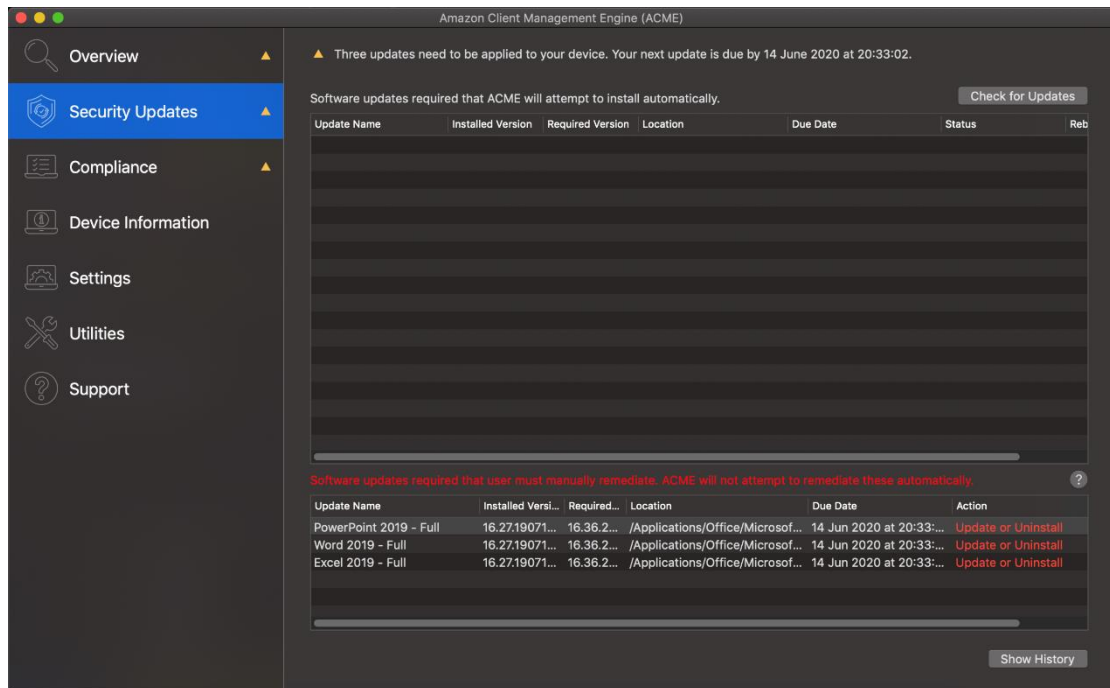 Amazon Client Management Engine (ACME)
Overview
Security Updates
Compliance
Device Information
Settings
Utilities
Support
Three updates need to be applied to your device. Your next update is due by 14 June 2020 at 20:33:02.
Software updates required that ACME will attempt to install automatically.
Check for Updates
Update Name Installed Version Required Version Location Due Date Status Reb
Software updates required that user must manually remediate. ACME will not attempt to remediate these automatically.
?
Update Name Installed Versi... Required... Location Due Date Action
PowerPoint 2019 - Full 16.27.19071... 16.36.2... /Applications/Office/Microsof... 14 Jun 2020 at 20:33:... Update or Uninstall
Word 2019 - Full 16.27.19071... 16.36.2... /Applications/Office/Microsof... 14 Jun 2020 at 20:33:... Update or Uninstall
Excel 2019 - Full 16.27.19071... 16.36.2... /Applications/Office/Microsof... 14 Jun 2020 at 20:33:... Update or Uninstall
Show History